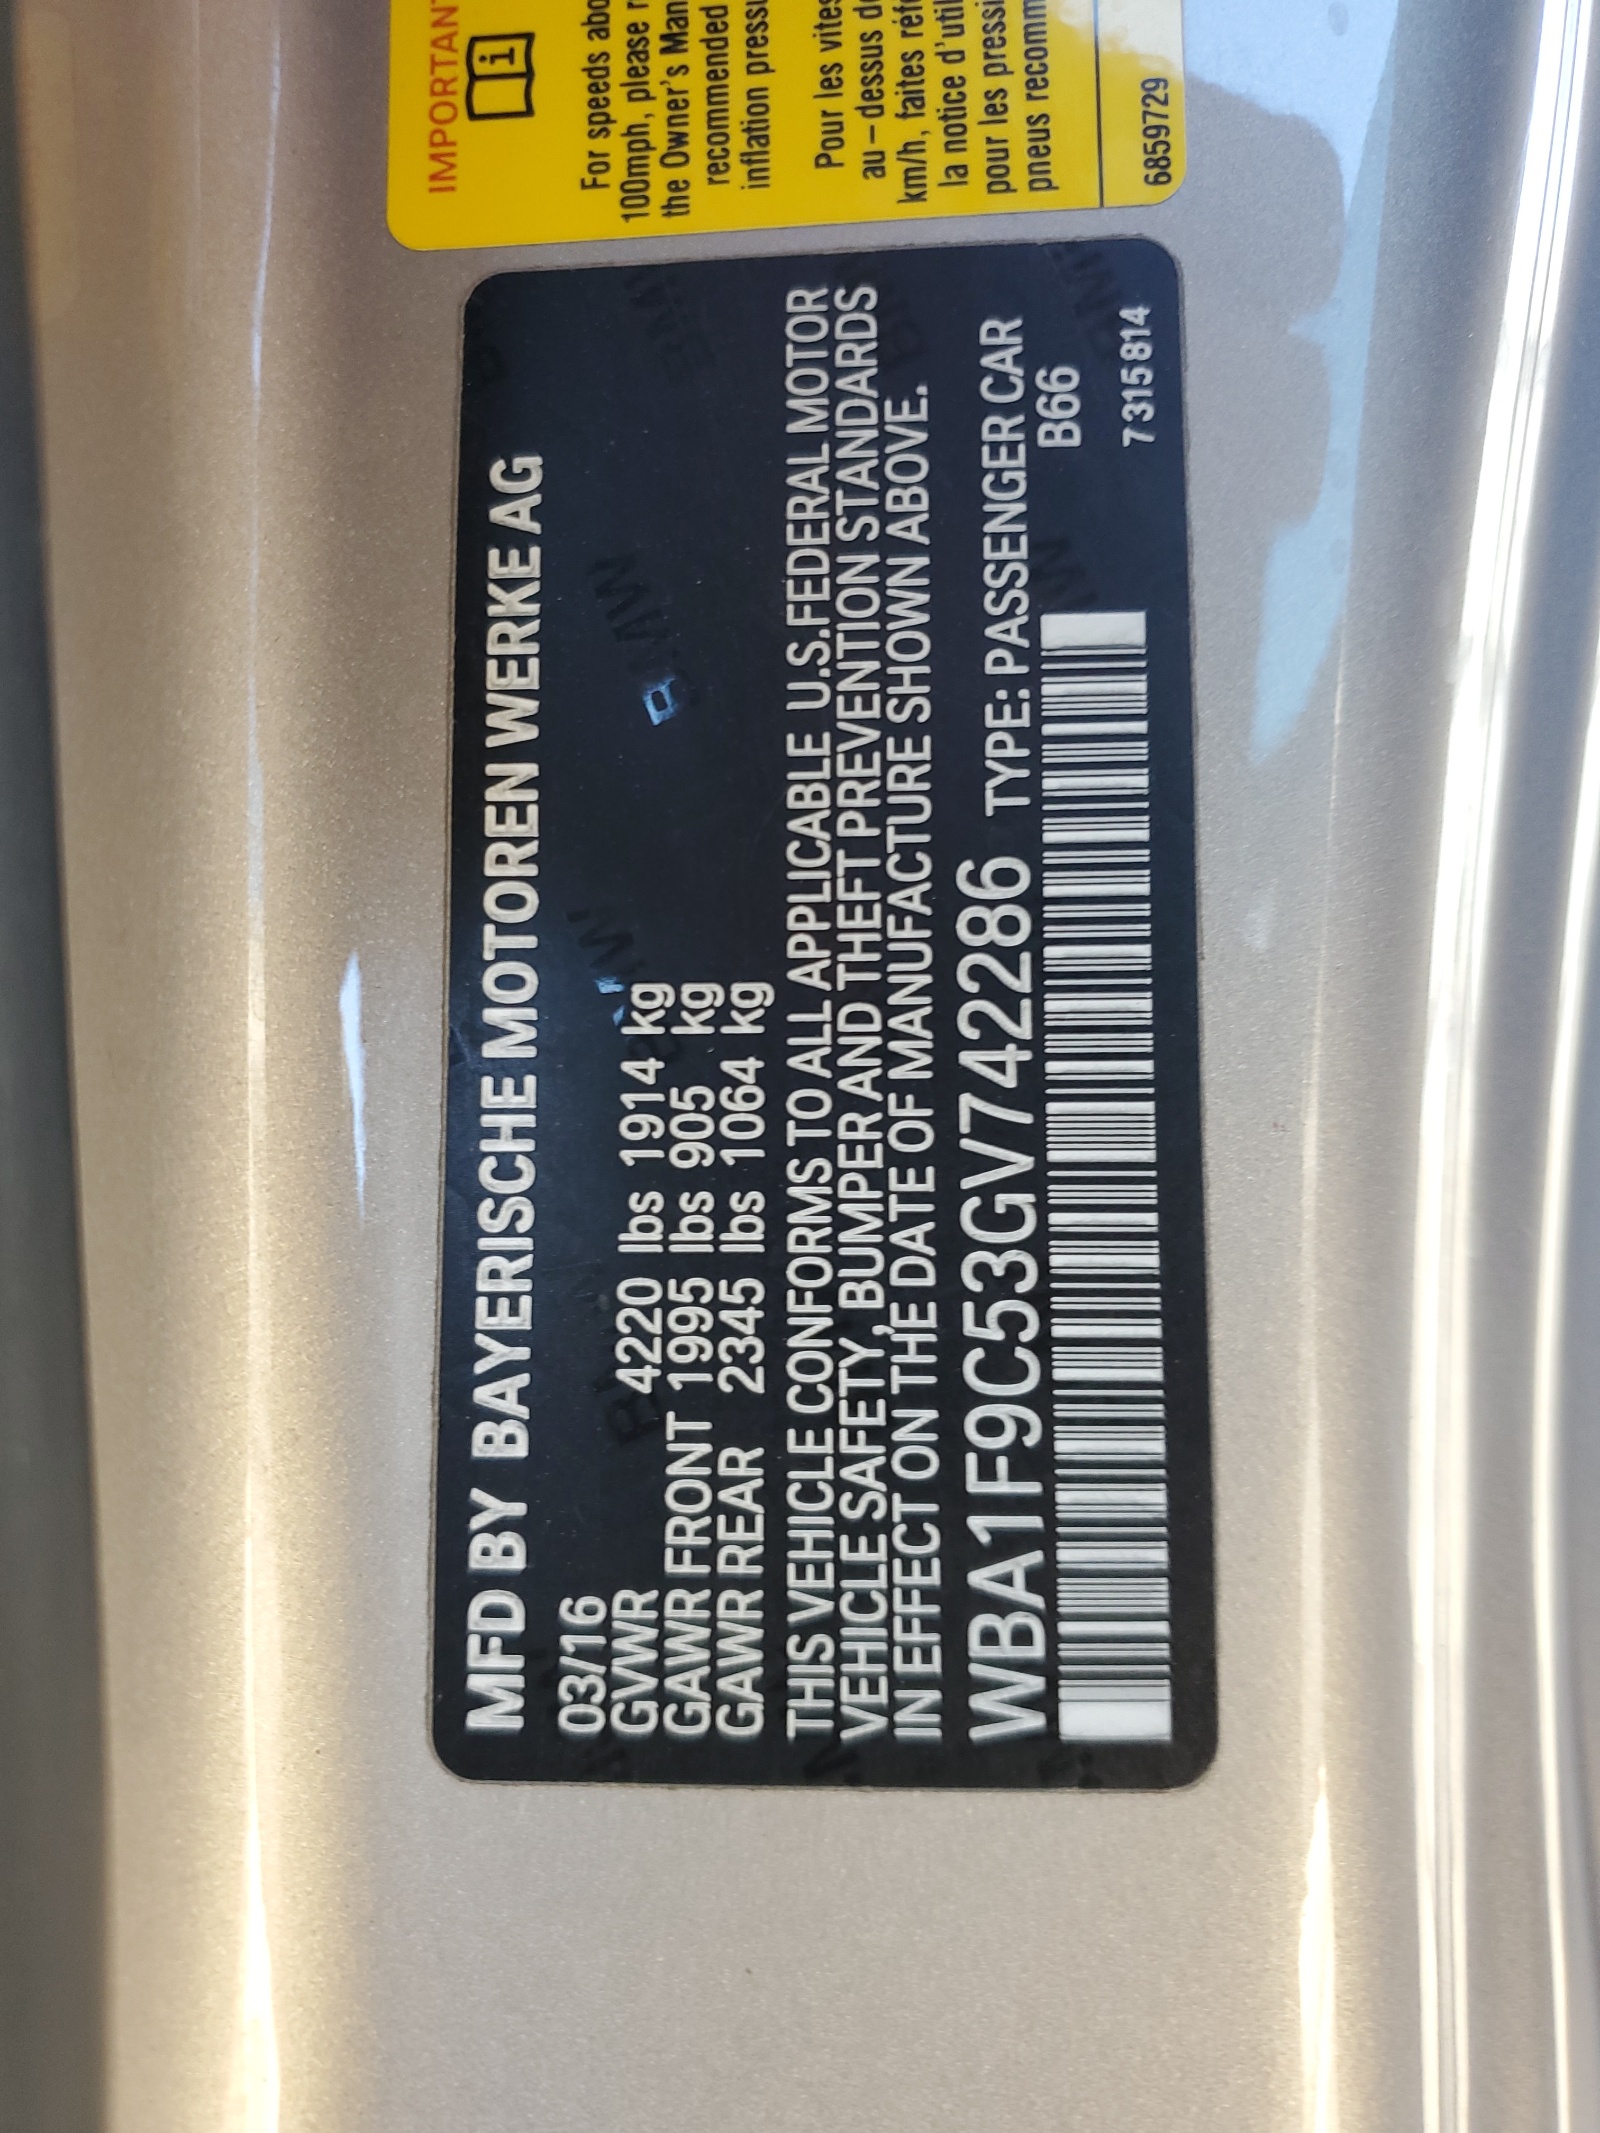 MFD BY BAYERISCHE MOTOREN WERKE AG
03/16
GVWR 4220 lbs 1914 kg
GAWR FRONT 1995 lbs 905 kg
GAWR REAR 2345 lbs 1064 kg
THIS VEHICLE CONFORMS TO ALL APPLICABLE U.S.FEDERAL MOTOR
VEHICLE SAFETY, BUMPER AND THEFT PREVENTION STANDARDS
IN EFFECT ON THE DATE OF MANUFACTURE SHOWN ABOVE.
WBA1F9C53GV74286 TYPE: PASSENGER CAR
B66
7315814
IMPORTAN
i
For speeds abo
100mph, please r
the Owner's Man
recommended
inflation pressu
Pour les vites
au-dessus de
km/h, faites réfé
la notice d'util
pour les pressi
pneus recomm
6859729